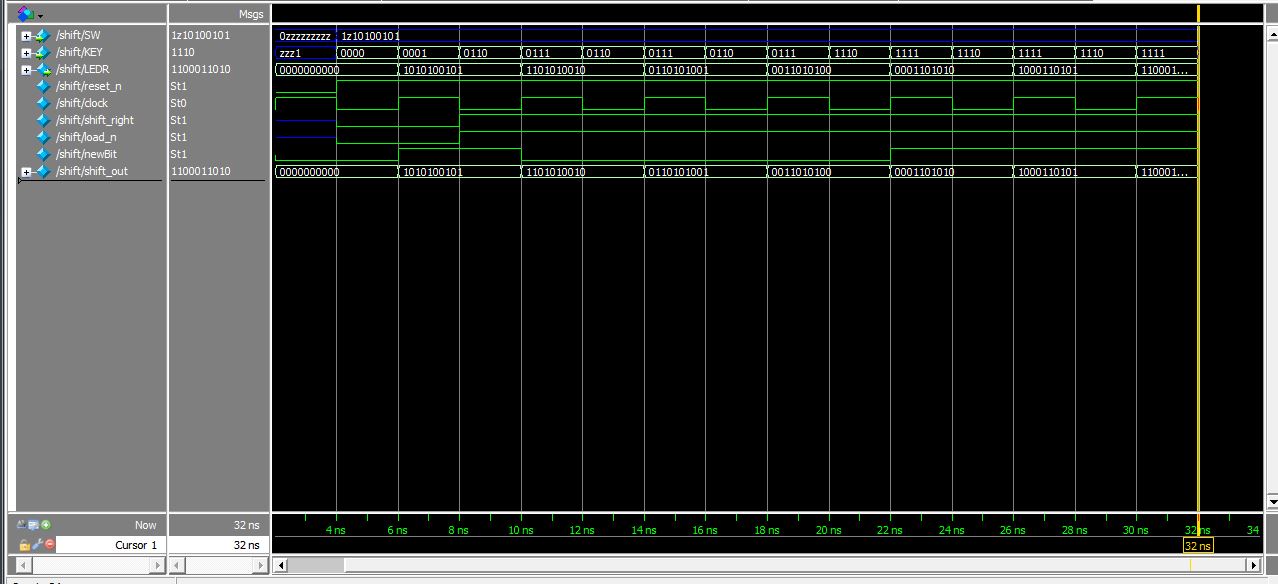 Msgs
/shift/SW 1z10100101 0zzzzzzzzz 1z10100101
/shift/KEY 1110 zzz1 0000 0001 0110 0111 0110 0111 0110 0111 1110 1111 1110 1111 1110 1111
/shift/LEDR 1100011010 0000000000 1010100101 1101010010 0110101001 0011010100 0001101010 1000110101 110001...
/shift/reset_n St1
/shift/clock St0
/shift/shift_right St1
/shift/load_n St1
/shift/newBit St1
/shift/shift_out 1100011010 0000000000 1010100101 1101010010 0110101001 0011010100 0001101010 1000110101 110001...
Now 32 ns 4 ns 6 ns 8 ns 10 ns 12 ns 14 ns 16 ns 18 ns 20 ns 22 ns 24 ns 26 ns 28 ns 30 ns 32 ns 34
Cursor 1 32 ns 32 ns